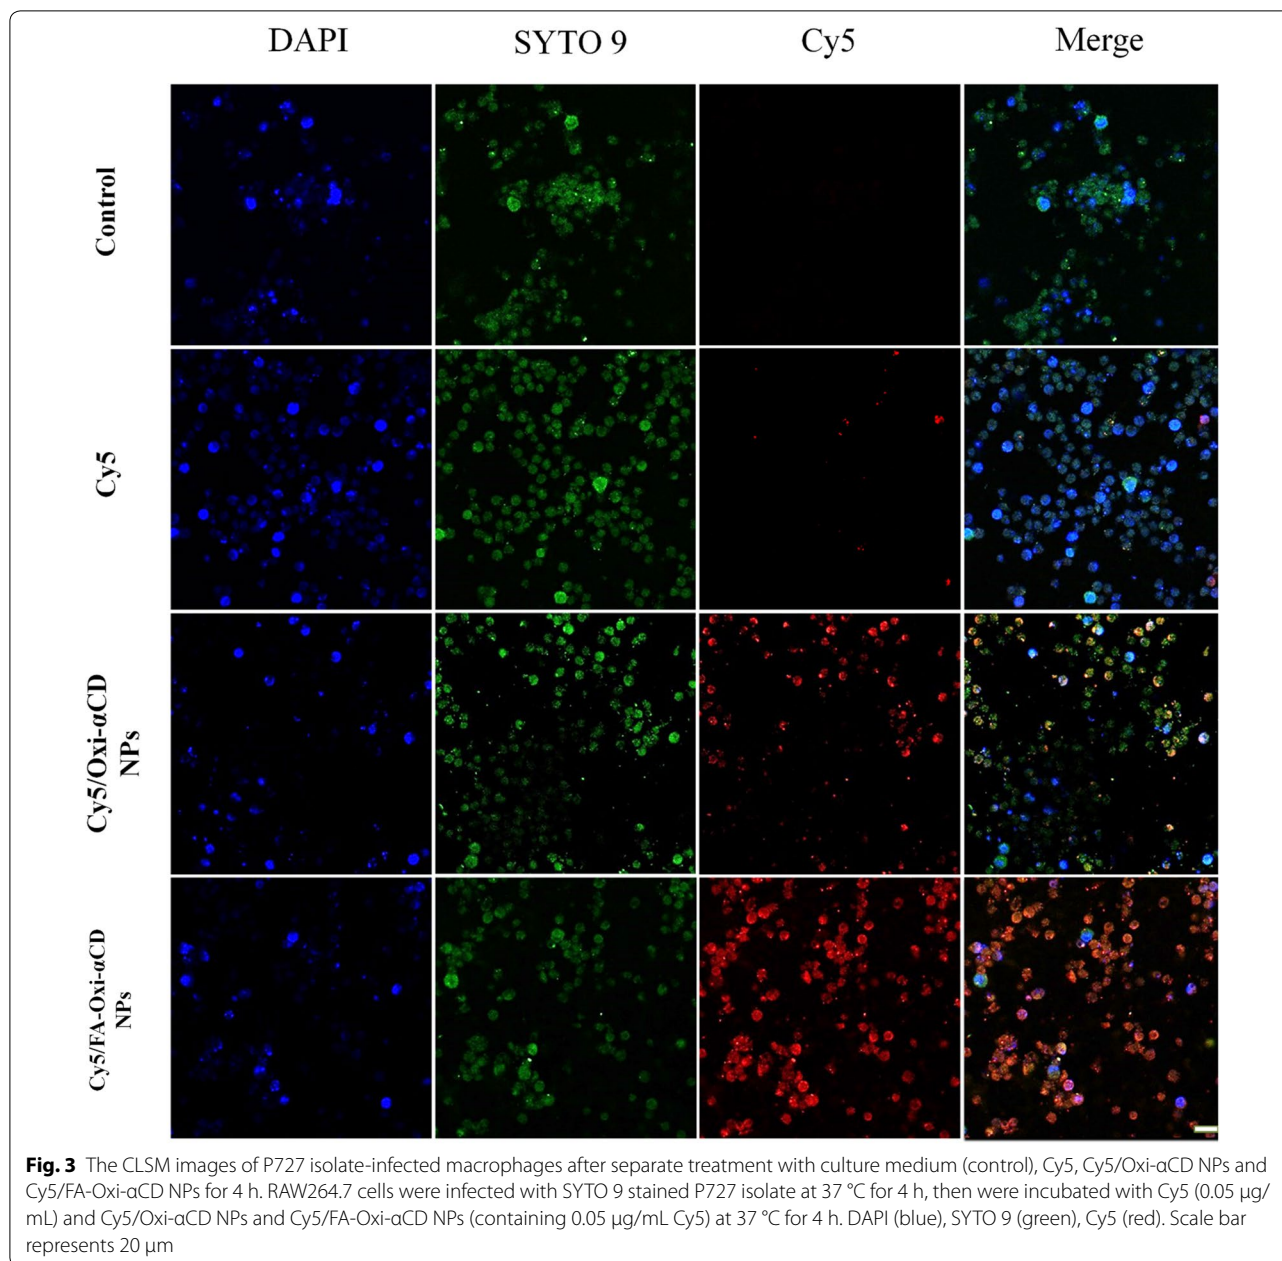 DAPI SYTO 9 Cy5 Merge
Control
Cy5
Cy5/Oxi-αCD
NPs
Cy5/FA-Oxi-αCD
NPs
Fig. 3 The CLSM images of P727 isolate-infected macrophages after separate treatment with culture medium (control), Cy5, Cy5/Oxi-αCD NPs and
Cy5/FA-Oxi-αCD NPs for 4 h. RAW264.7 cells were infected with SYTO 9 stained P727 isolate at 37 °C for 4 h, then were incubated with Cy5 (0.05 μg/
mL) and Cy5/Oxi-αCD NPs and Cy5/FA-Oxi-αCD NPs (containing 0.05 μg/mL Cy5) at 37 °C for 4 h. DAPI (blue), SYTO 9 (green), Cy5 (red). Scale bar
represents 20 μm